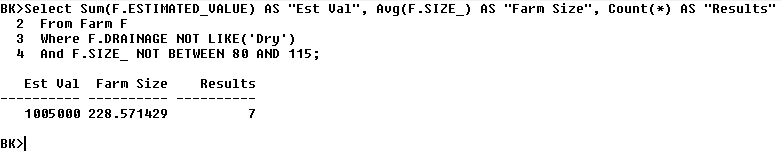 BK>Select Sum(F.ESTIMATED_VALUE) AS "Est Val", Avg(F.SIZE_) AS "Farm Size", Count(*) AS "Results"
2 From Farm F
3 Where F.DRAINAGE NOT LIKE('Dry')
4 And F.SIZE_ NOT BETWEEN 80 AND 115;
Est Val Farm Size Results
---------- ---------- ----------
1005000 228.571429 7
BK>